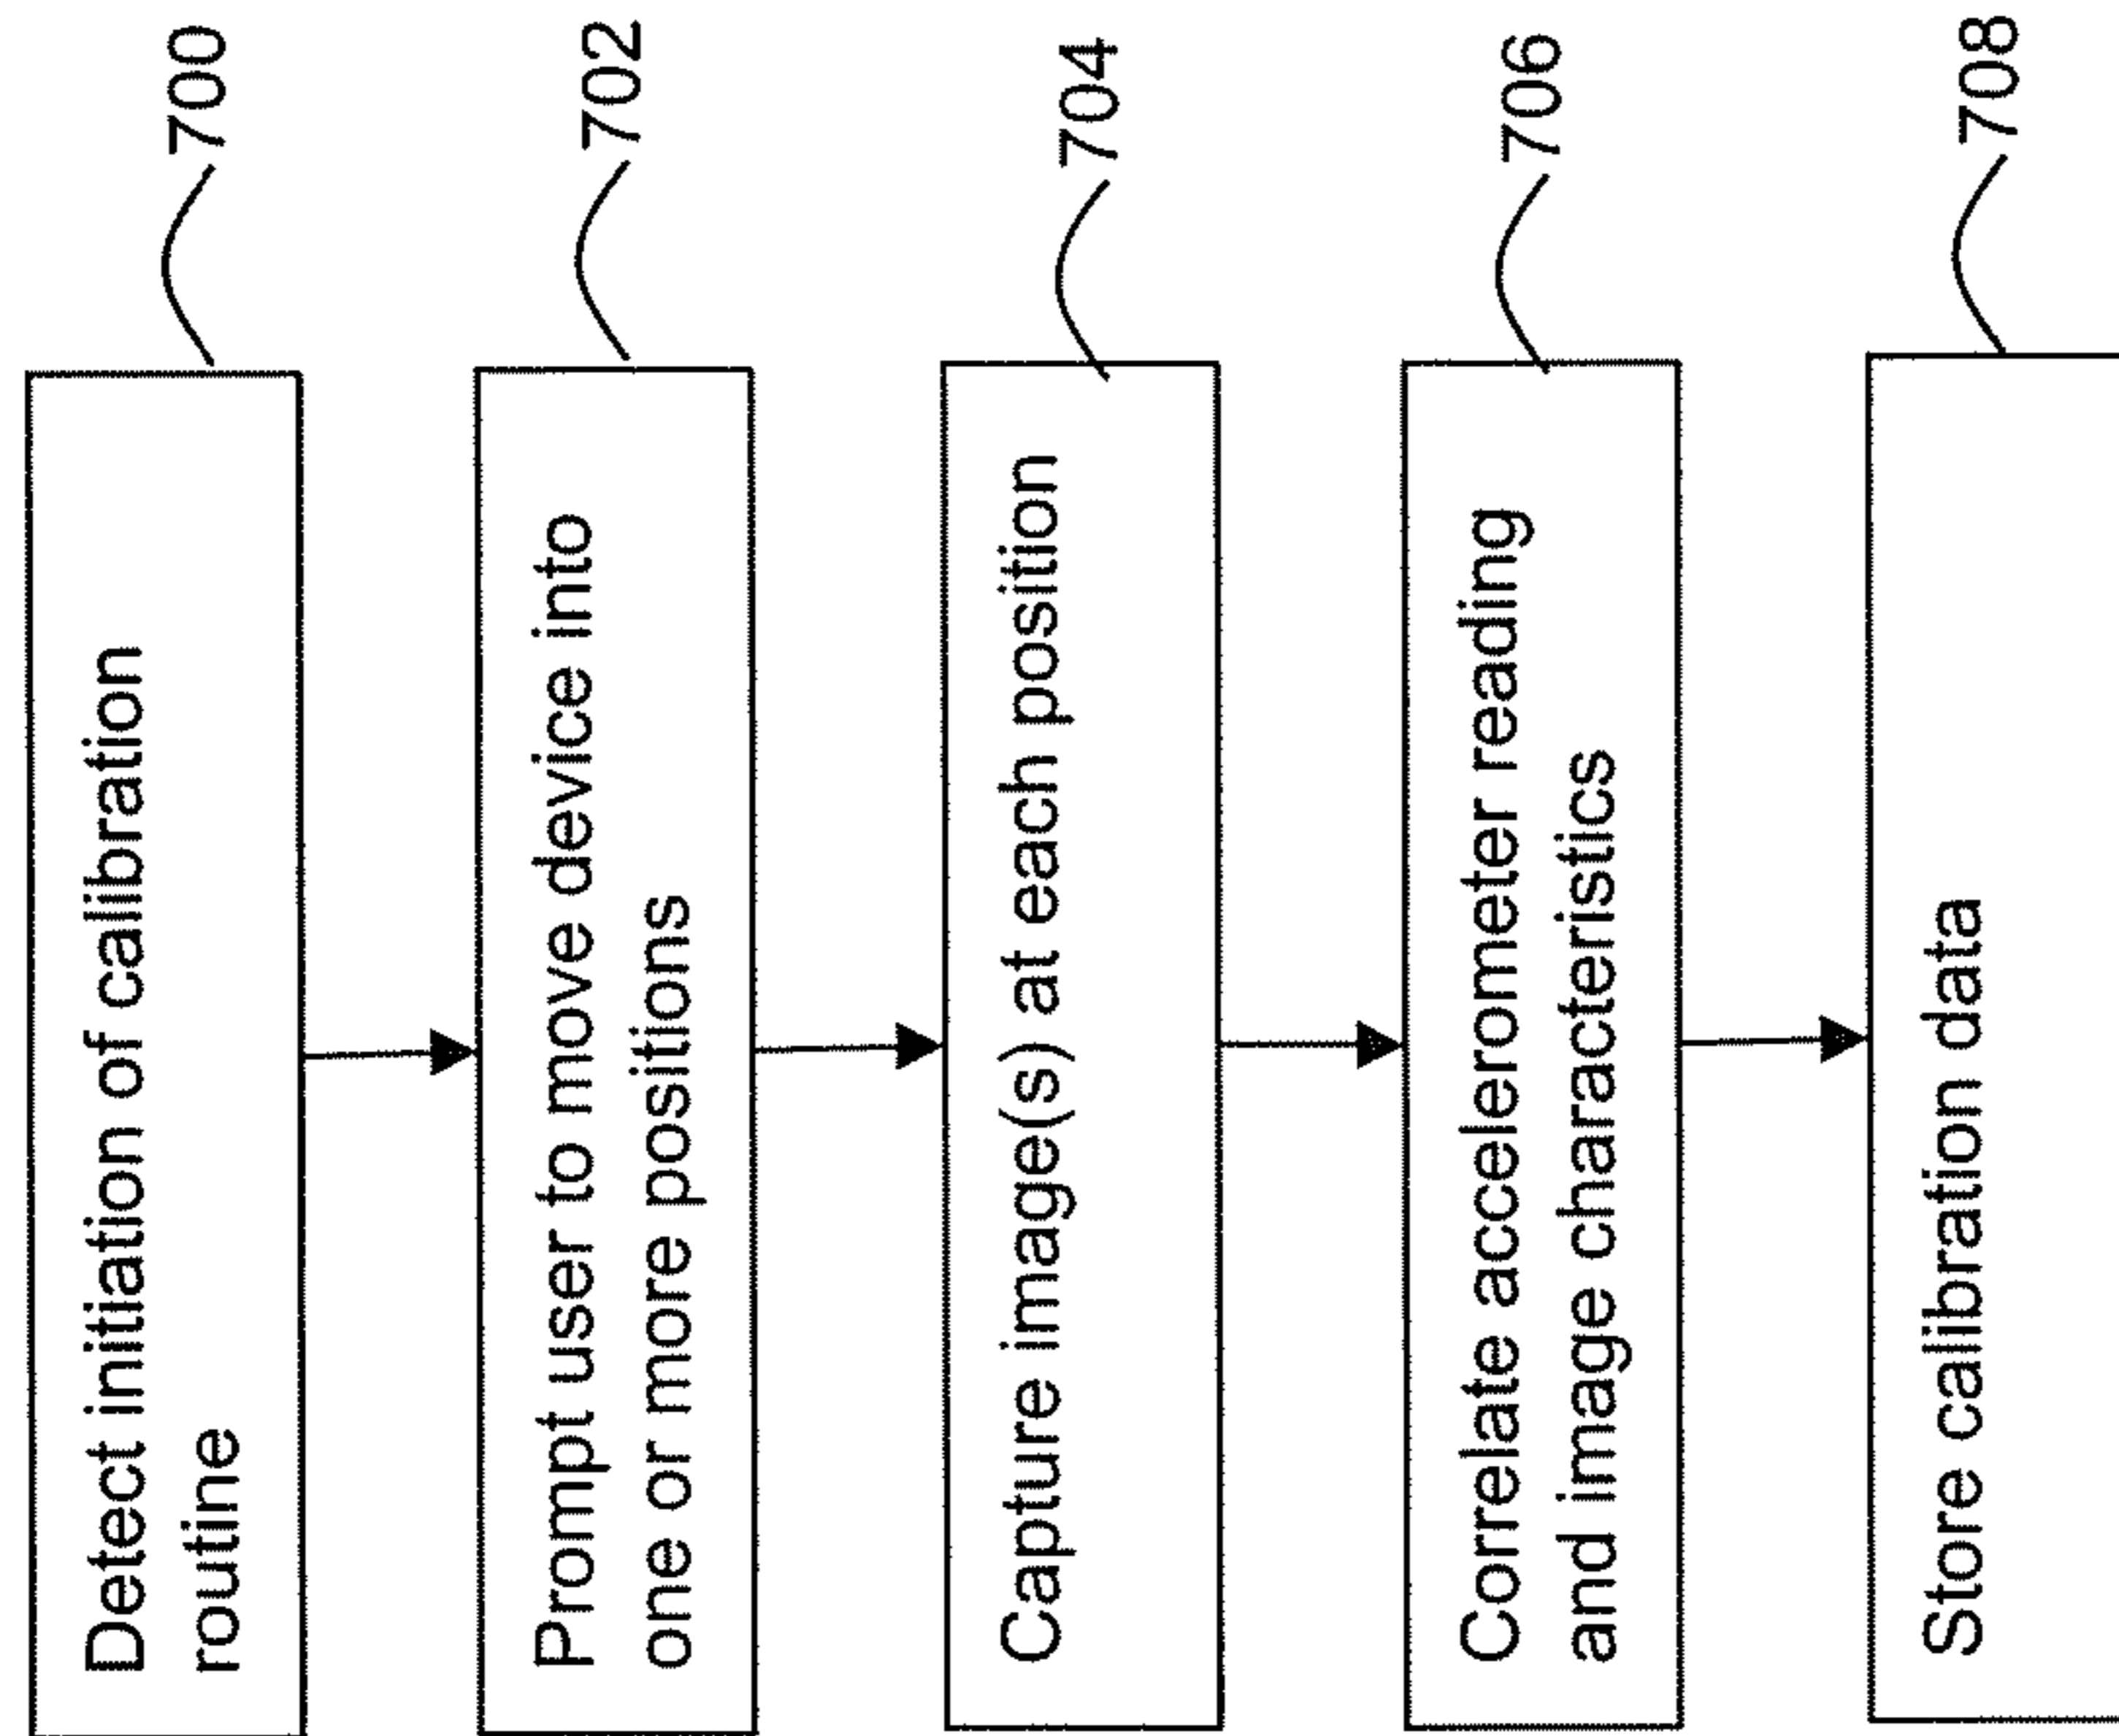 Detect initiation of calibration
routine
700
Prompt user to move device into
one or more positions
702
Capture image(s) at each position
704
Correlate accelerometer reading
and image characteristics
706
Store calibration data
708